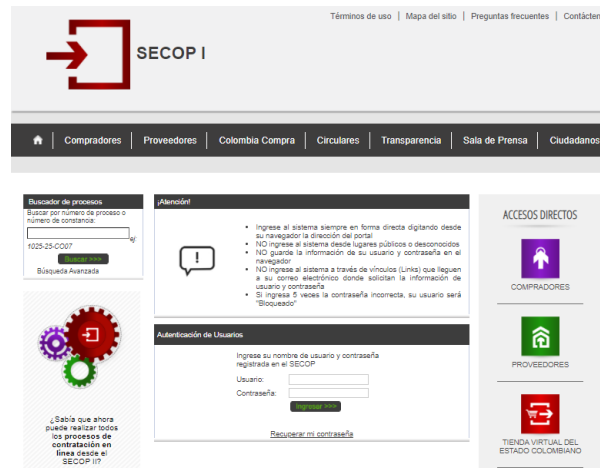 Términos de uso | Mapa del sitio | Preguntas frecuentes | Contácten
SECOP I
Compradores | Proveedores | Colombia Compra | Circulares | Transparencia | Sala de Prensa | Ciudadanos
Buscador de procesos
Buscar por número de proceso o
número de constancia:
ej:
1025-25-CO07
Buscar >>>
Búsqueda Avanzada
¿Sabía que ahora
puede realizar todos
los procesos de
contratación en
línea desde el
SECOP II?
¡Atención!
!
• Ingrese al sistema siempre en forma directa digitando desde
su navegador la dirección del portal
• NO ingrese al sistema desde lugares públicos o desconocidos
• NO guarde la información de su usuario y contraseña en el
navegador
• NO ingrese al sistema a través de vínculos (Links) que lleguen
a su correo electrónico donde solicitan la información de
usuario y contraseña
• Si ingresa 5 veces la contraseña incorrecta, su usuario será
"Bloqueado"
Autenticación de Usuarios
Ingrese su nombre de usuario y contraseña
registrada en el SECOP
Usuario:
Contraseña:
Ingresar >>>
Recuperar mi contraseña
ACCESOS DIRECTOS
COMPRADORES
PROVEEDORES
TIENDA VIRTUAL DEL
ESTADO COLOMBIANO